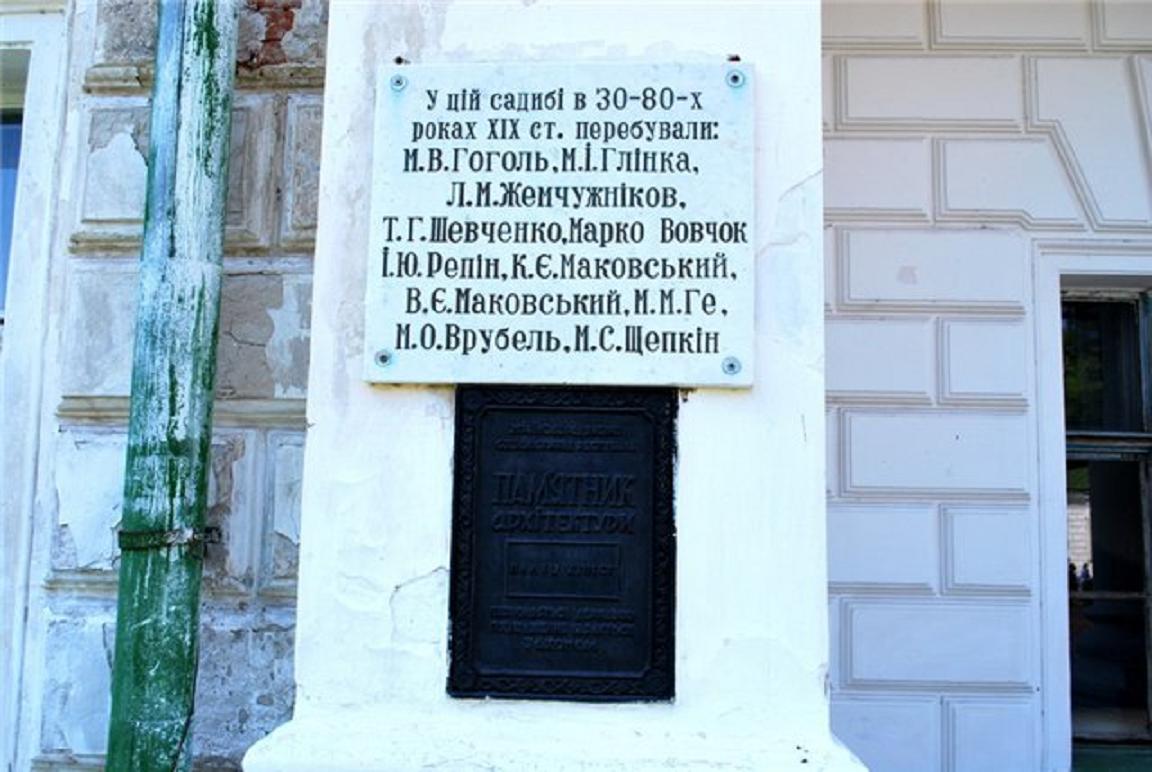 У цій садибі в 30-80-х
роках XIX ст. перебували:
М.В.Гоголь, М.І.Глінка,
Л.М.Жемчужніков,
Т.Г.Шевченко, Марко Вовчок
І.Ю.Репін, К.Є.Маковський,
В.Є.Маковський, М.М.Ге,
М.О.Врубель, М.С.Щепкін
ПАМ'ЯТНИК
АРХІТЕКТУРИ